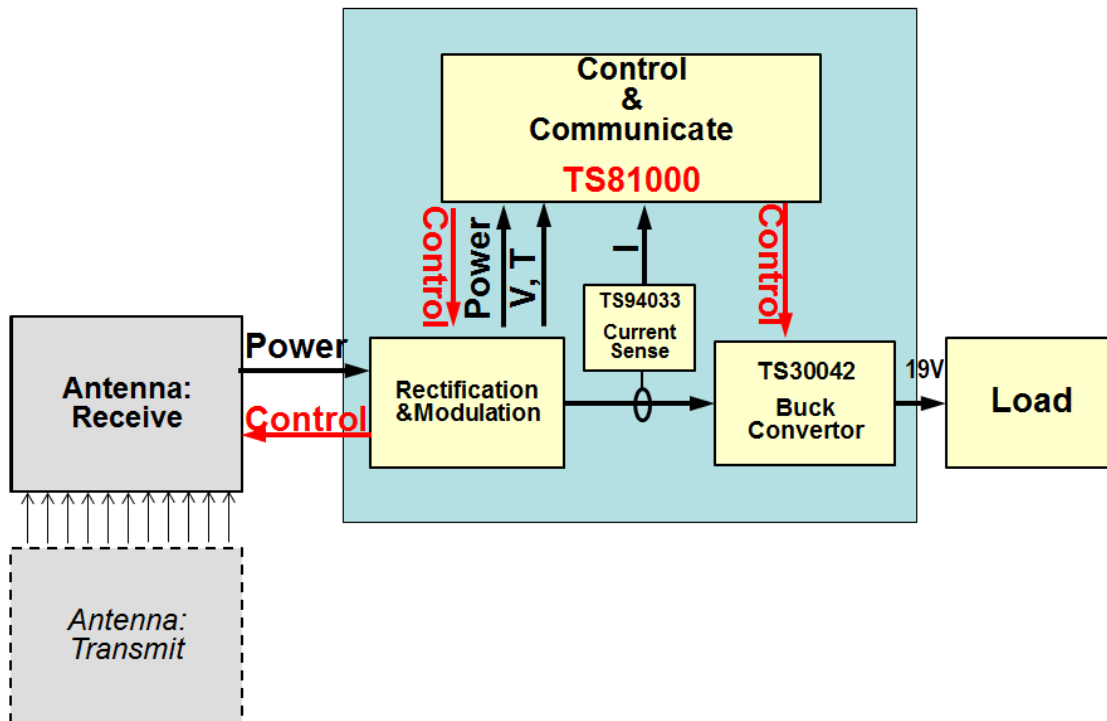 Control
&
Communicate
TS81000
Control
Power
V, T
I
Control
TS94033
Current
Sense
Power
Control
Antenna:
Receive
Rectification
&Modulation
TS30042
Buck
Convertor
19V
Load
Antenna:
Transmit